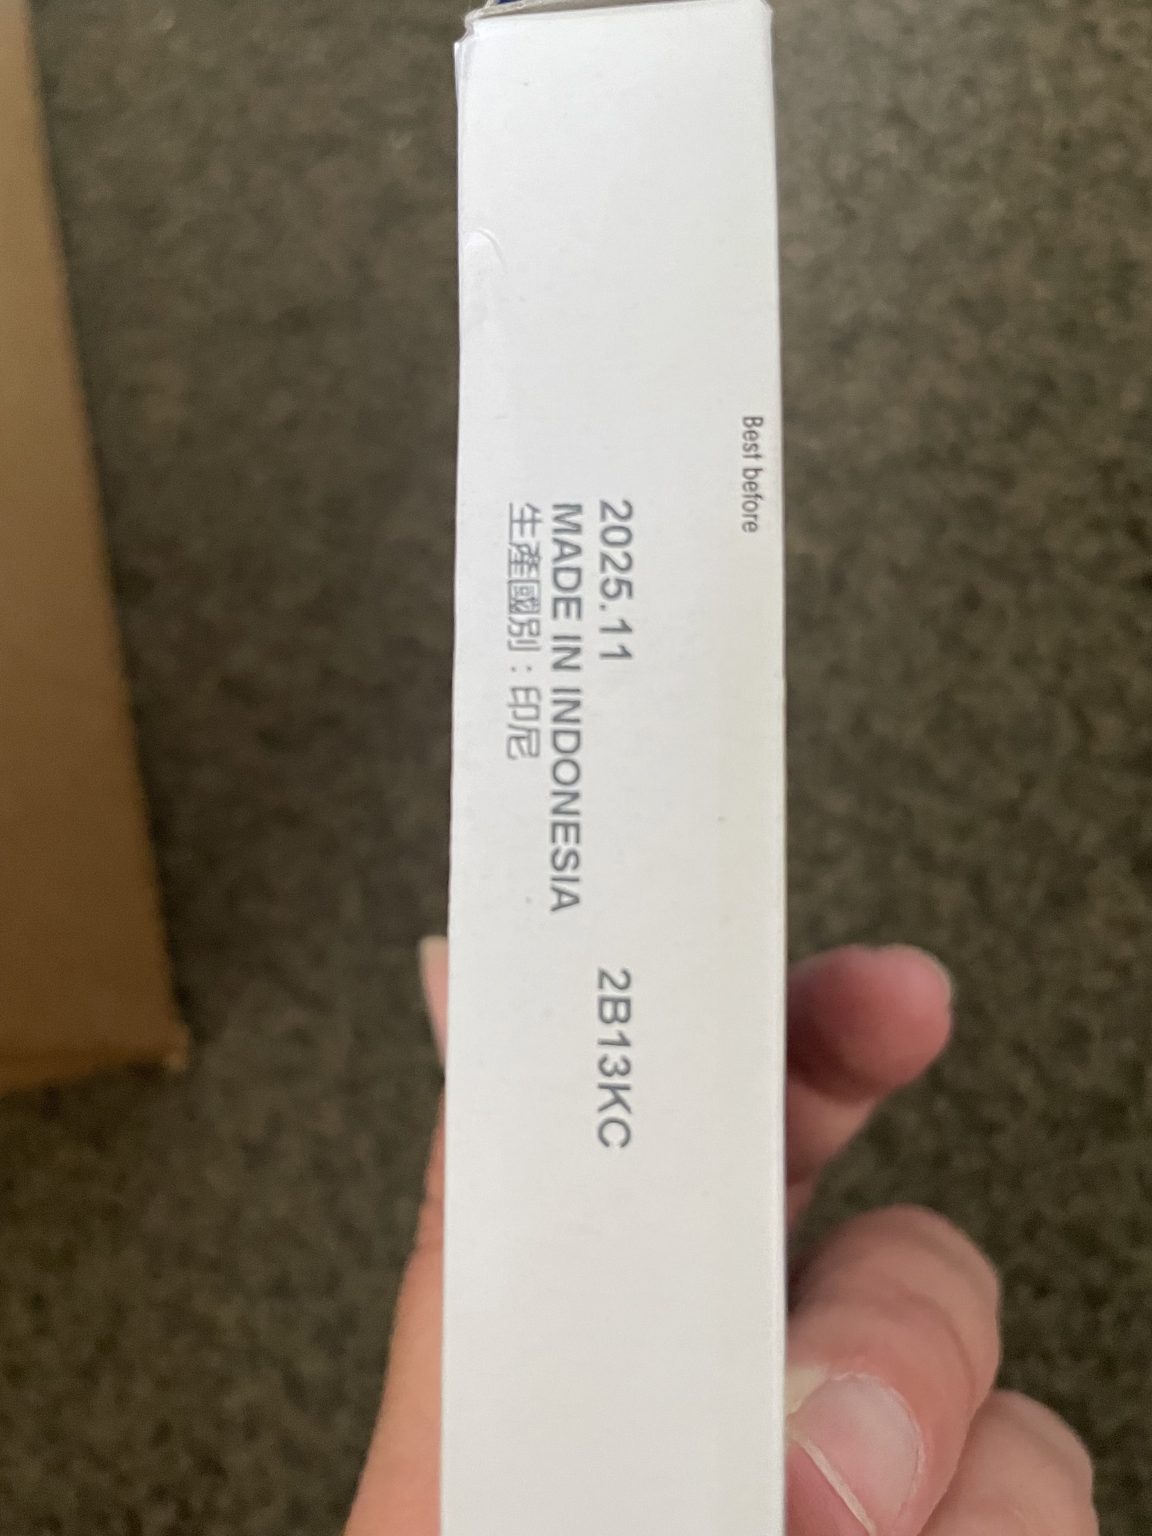 Best before
2025.11 2B13KC
MADE IN INDONESIA
生產國別：印尼